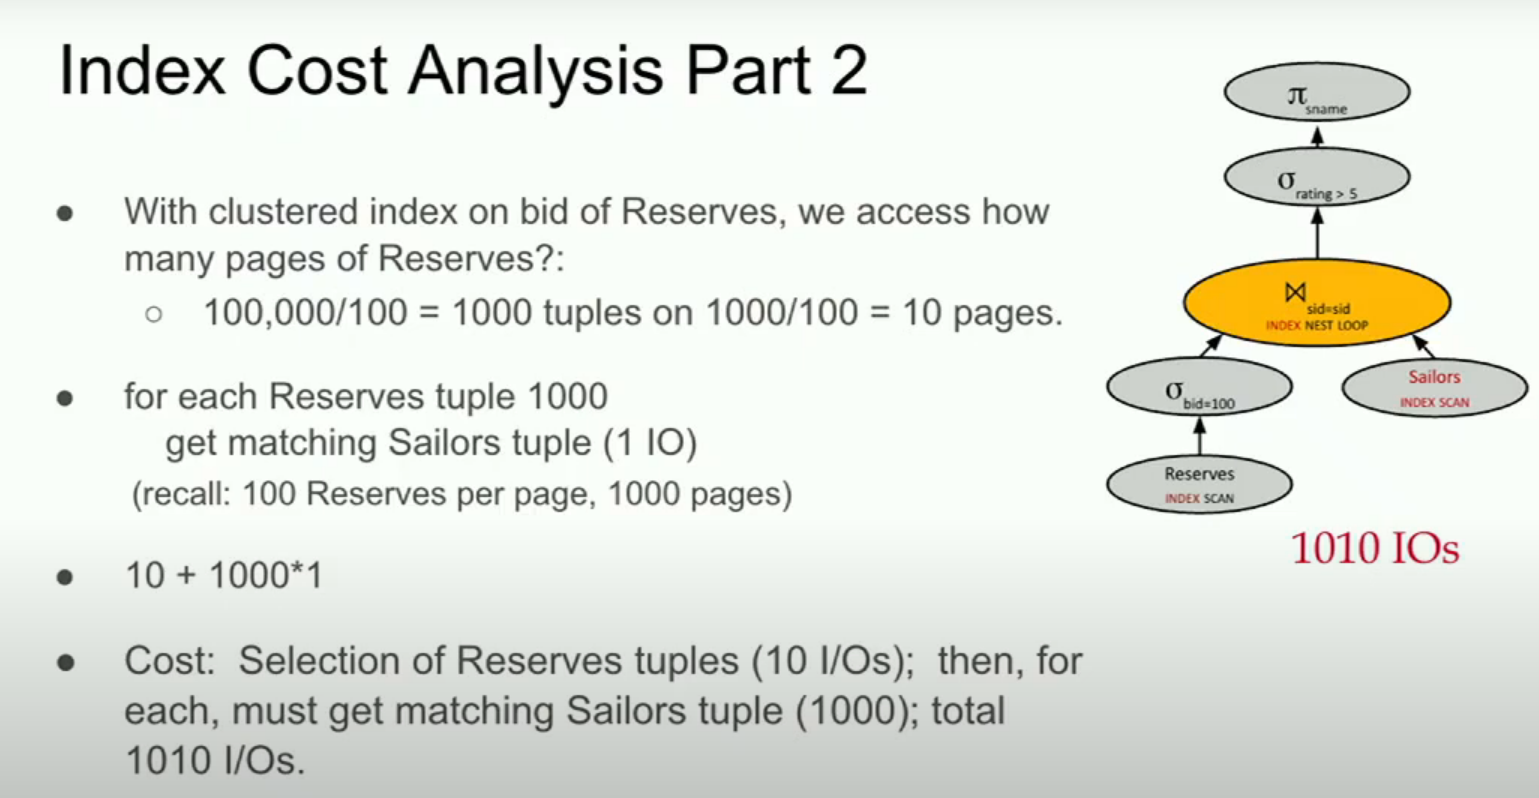 Index Cost Analysis Part 2
● With clustered index on bid of Reserves, we access how
many pages of Reserves?:
○ 100,000/100 = 1000 tuples on 1000/100 = 10 pages.
● for each Reserves tuple 1000
get matching Sailors tuple (1 IO)
(recall: 100 Reserves per page, 1000 pages)
● 10 + 1000*1
● Cost: Selection of Reserves tuples (10 I/Os); then, for
each, must get matching Sailors tuple (1000); total
1010 I/Os.
π sname
σ rating > 5
⋈ sid=sid
INDEX NEST LOOP
σ bid=100
Sailors
INDEX SCAN
Reserves
INDEX SCAN
1010 IOs